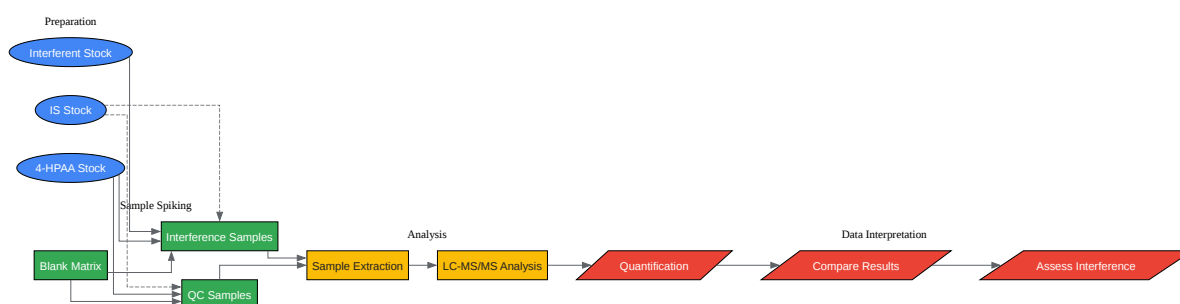 Preparation
Interferent Stock
IS Stock
4-HPAA Stock
Sample Spiking
Interference Samples
Blank Matrix
QC Samples
Analysis
Sample Extraction
LC-MS/MS Analysis
Quantification
Data Interpretation
Compare Results
Assess Interference